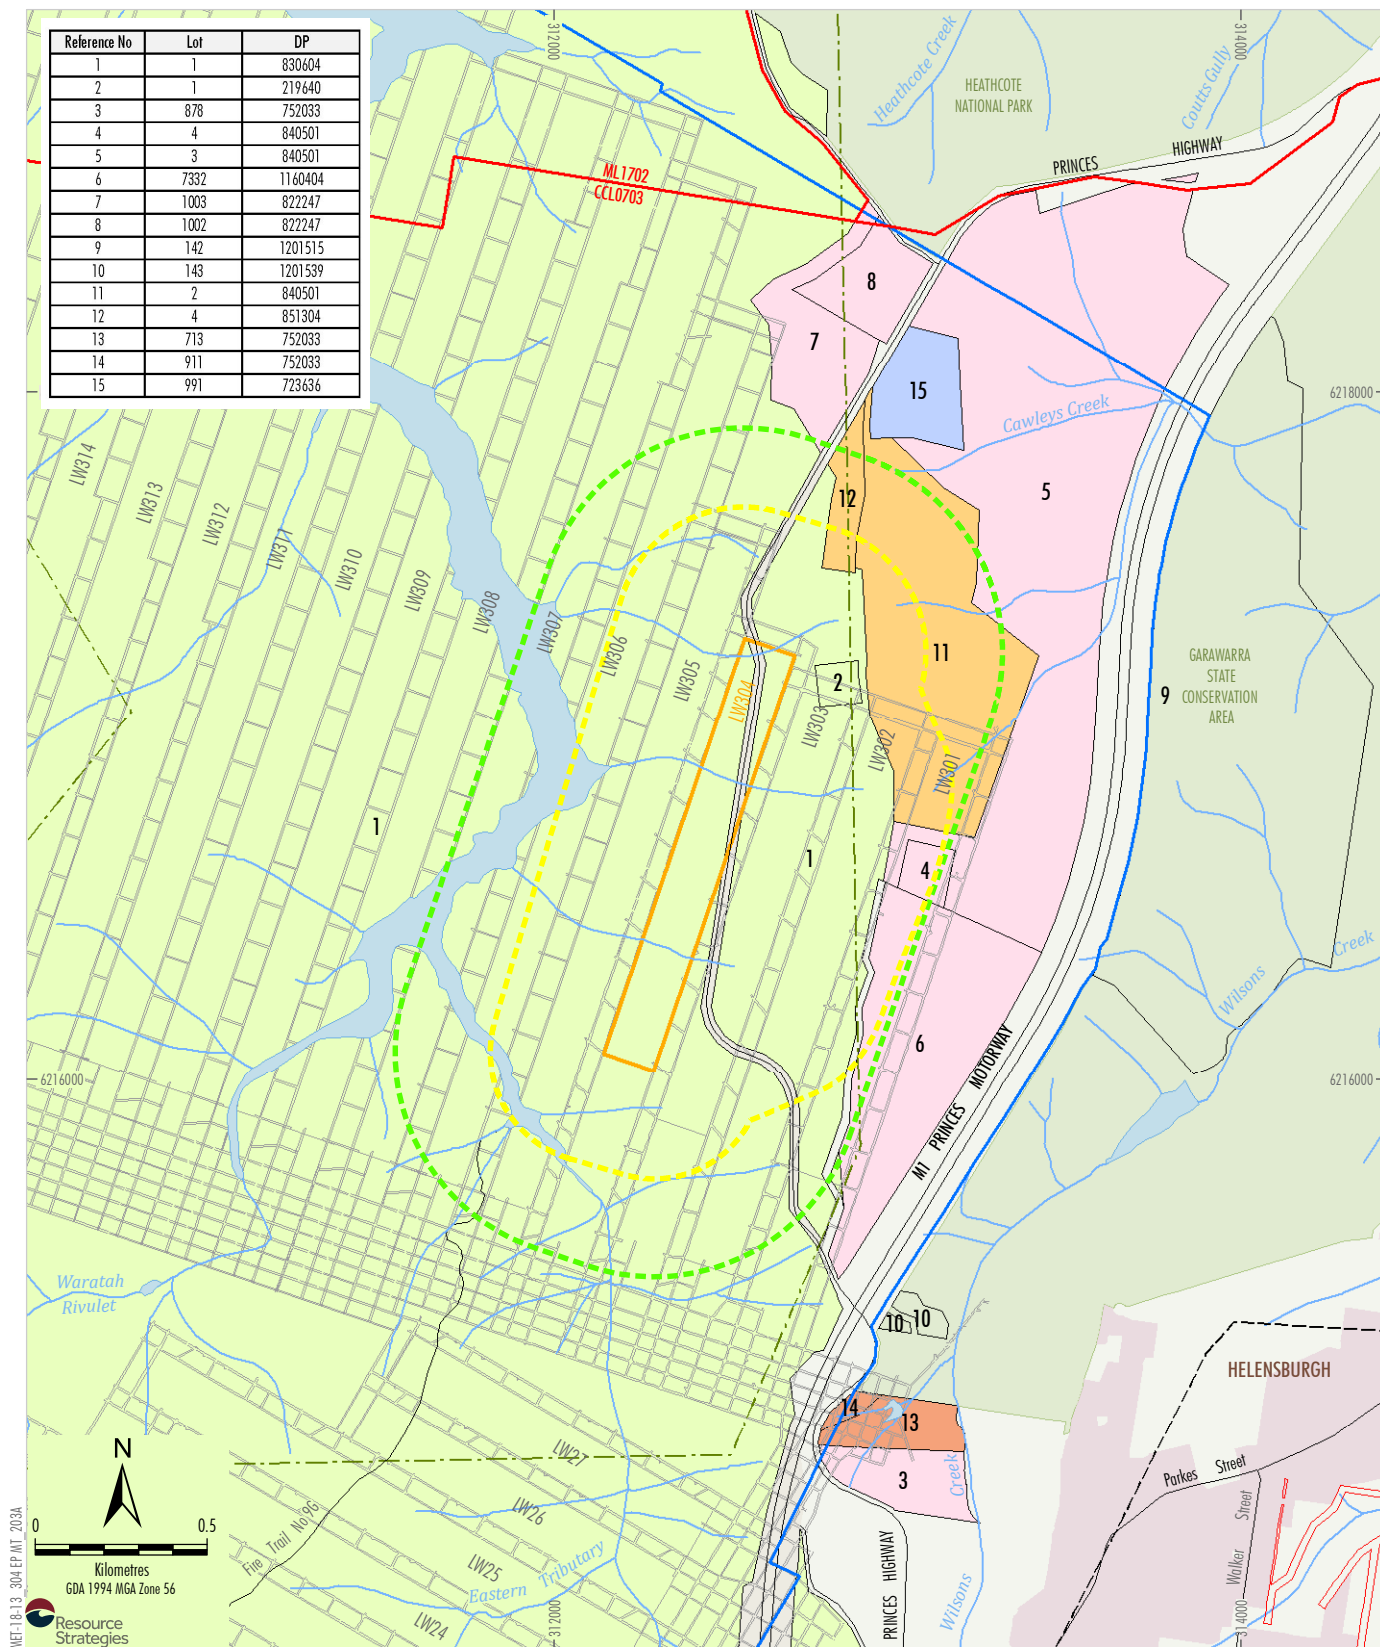 Reference No Lot DP
1 1 830604
2 1 219640
3 878 752033
4 4 840501
5 3 840501
6 7332 1160404
7 1003 822247
8 1002 822247
9 142 1201515
10 143 1201539
11 2 840501
12 4 851304
13 713 752033
14 911 752033
15 991 723636
312000
314000
Heathcote Creek
HEATHCOTE
NATIONAL PARK
Coutts Gully
PRINCES HIGHWAY
ML1702
CCL0703
8
7
15
6218000
Cawleys Creek
5
12
LW314
LW313
LW312
LW311
LW310
LW309
LW308
LW307
LW306
LW305
LW304
LW303
LW302
LW301
11
2
9
GARAWARRA
STATE
CONSERVATION
AREA
1
1
4
Wilsons Creek
6
M1 PRINCES MOTORWAY
6216000
6216000
Waratah
Rivulet
10
10
HELENSBURGH
14
13
3
LW27
LW26
LW25
LW24
Parkes Street
Walker Street
Wilsons Creek
PRINCES HIGHWAY
Fire Trail No 9G
Eastern Tributary
N
0 0.5
Kilometres
GDA 1994 MGA Zone 56
312000
314000
MET-18-13_304 EP MT_203A
Resource
Strategies